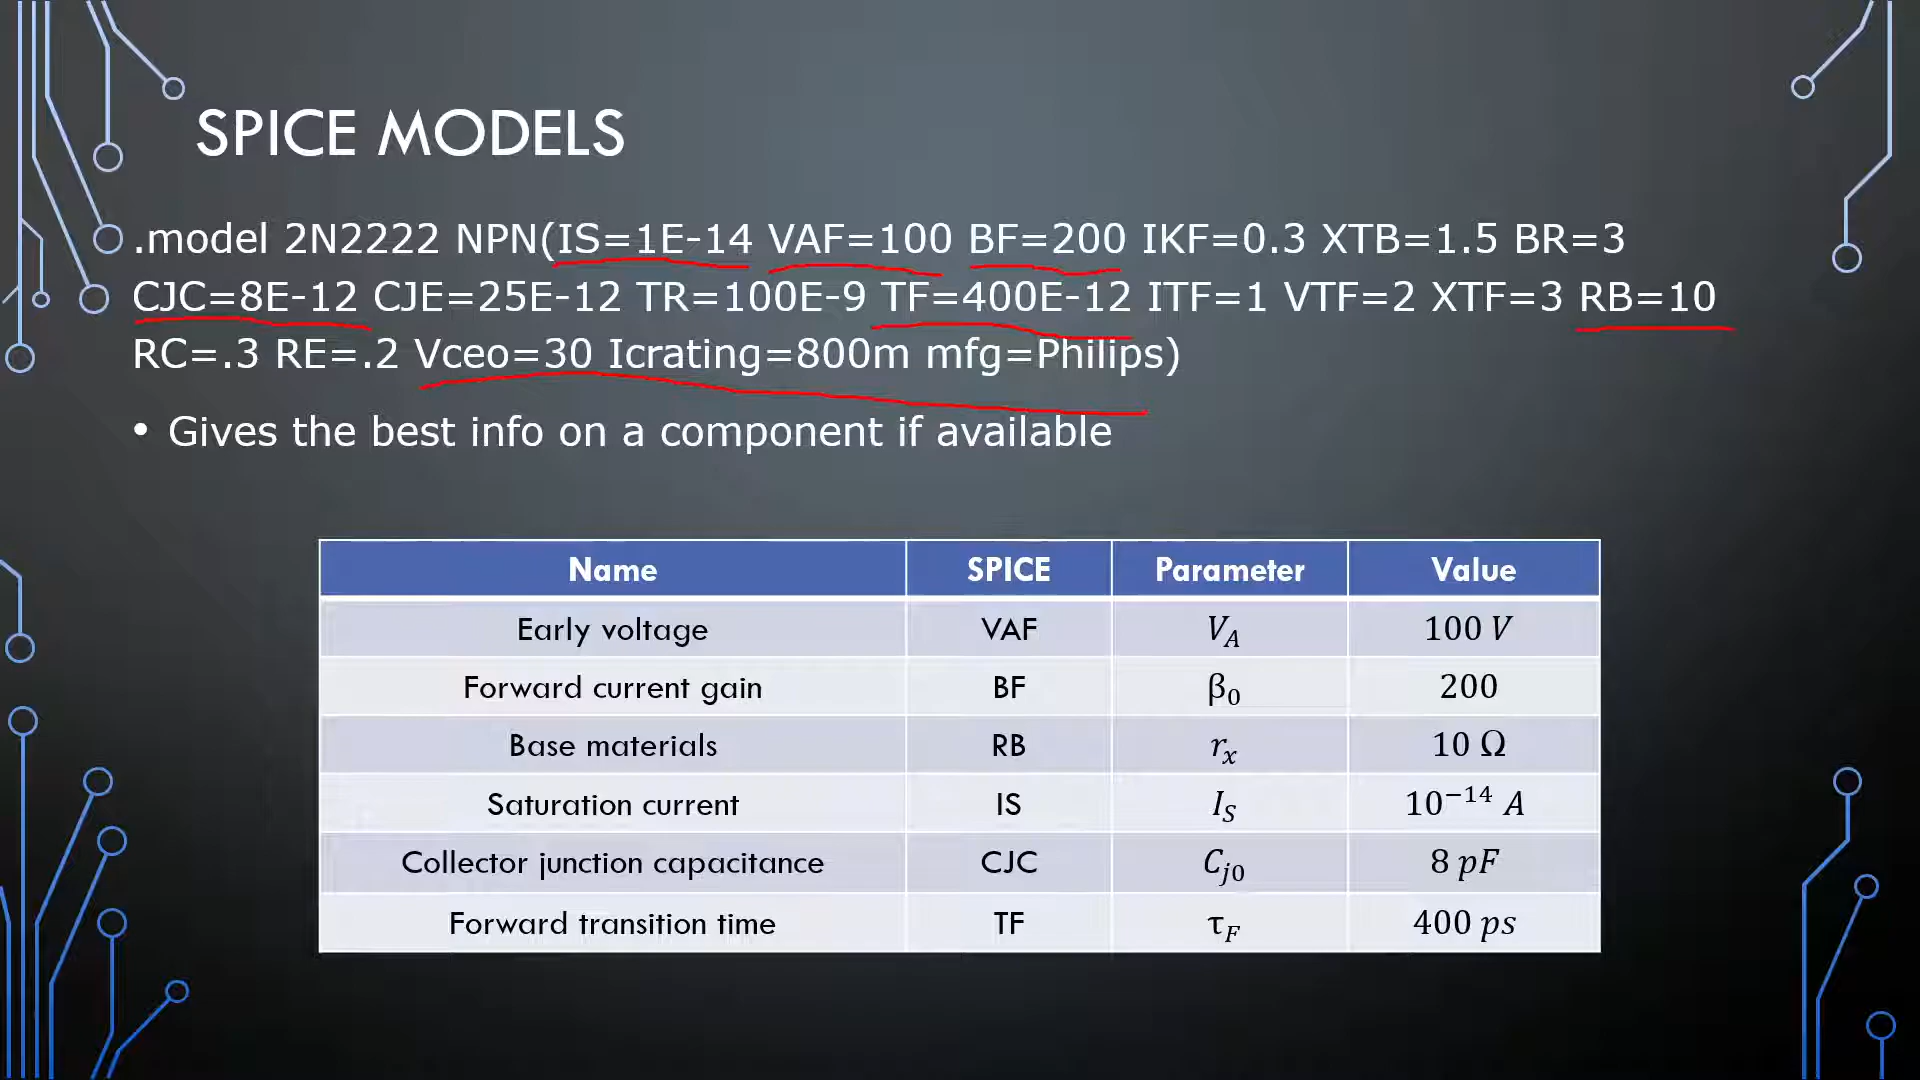 SPICE MODELS
.model 2N2222 NPN(IS=1E-14 VAF=100 BF=200 IKF=0.3 XTB=1.5 BR=3
CJC=8E-12 CJE=25E-12 TR=100E-9 TF=400E-12 ITF=1 VTF=2 XTF=3 RB=10
RC=.3 RE=.2 Vceo=30 Icrating=800m mfg=Philips)
• Gives the best info on a component if available
Name SPICE Parameter Value
Early voltage VAF V_A 100 V
Forward current gain BF β₀ 200
Base materials RB r_x 10 Ω
Saturation current IS I_S 10⁻¹⁴ A
Collector junction capacitance CJC C_j0 8 pF
Forward transition time TF τ_F 400 ps